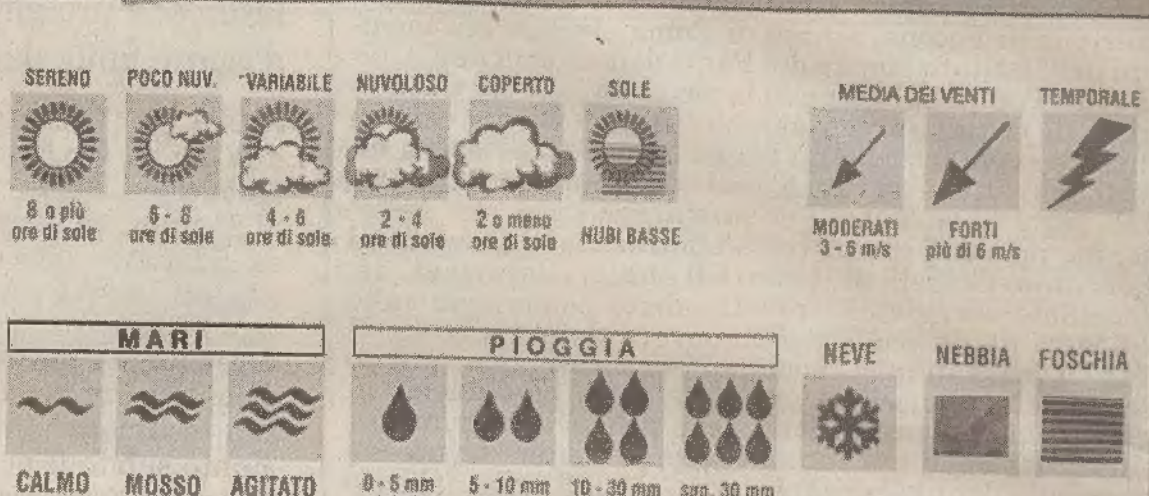 SERENO POCO NUV. VARIABILE NUVOLOSO COPERTO SOLE MEDIA DEI VENTI TEMPORALE
8 o più
ore di sole
6 - 8
ore di sole
4 - 6
ore di sole
2 - 4
ore di sole
2 o meno
ore di sole
NUBI BASSE
MODERATI
3 - 6 m/s
FORTI
più di 6 m/s
MARI
PIOGGIA
NEVE NEBBIA FOSCHIA
CALMO MOSSO AGITATO 0 - 5 mm 5 - 10 mm 10 - 30 mm sup. 30 mm